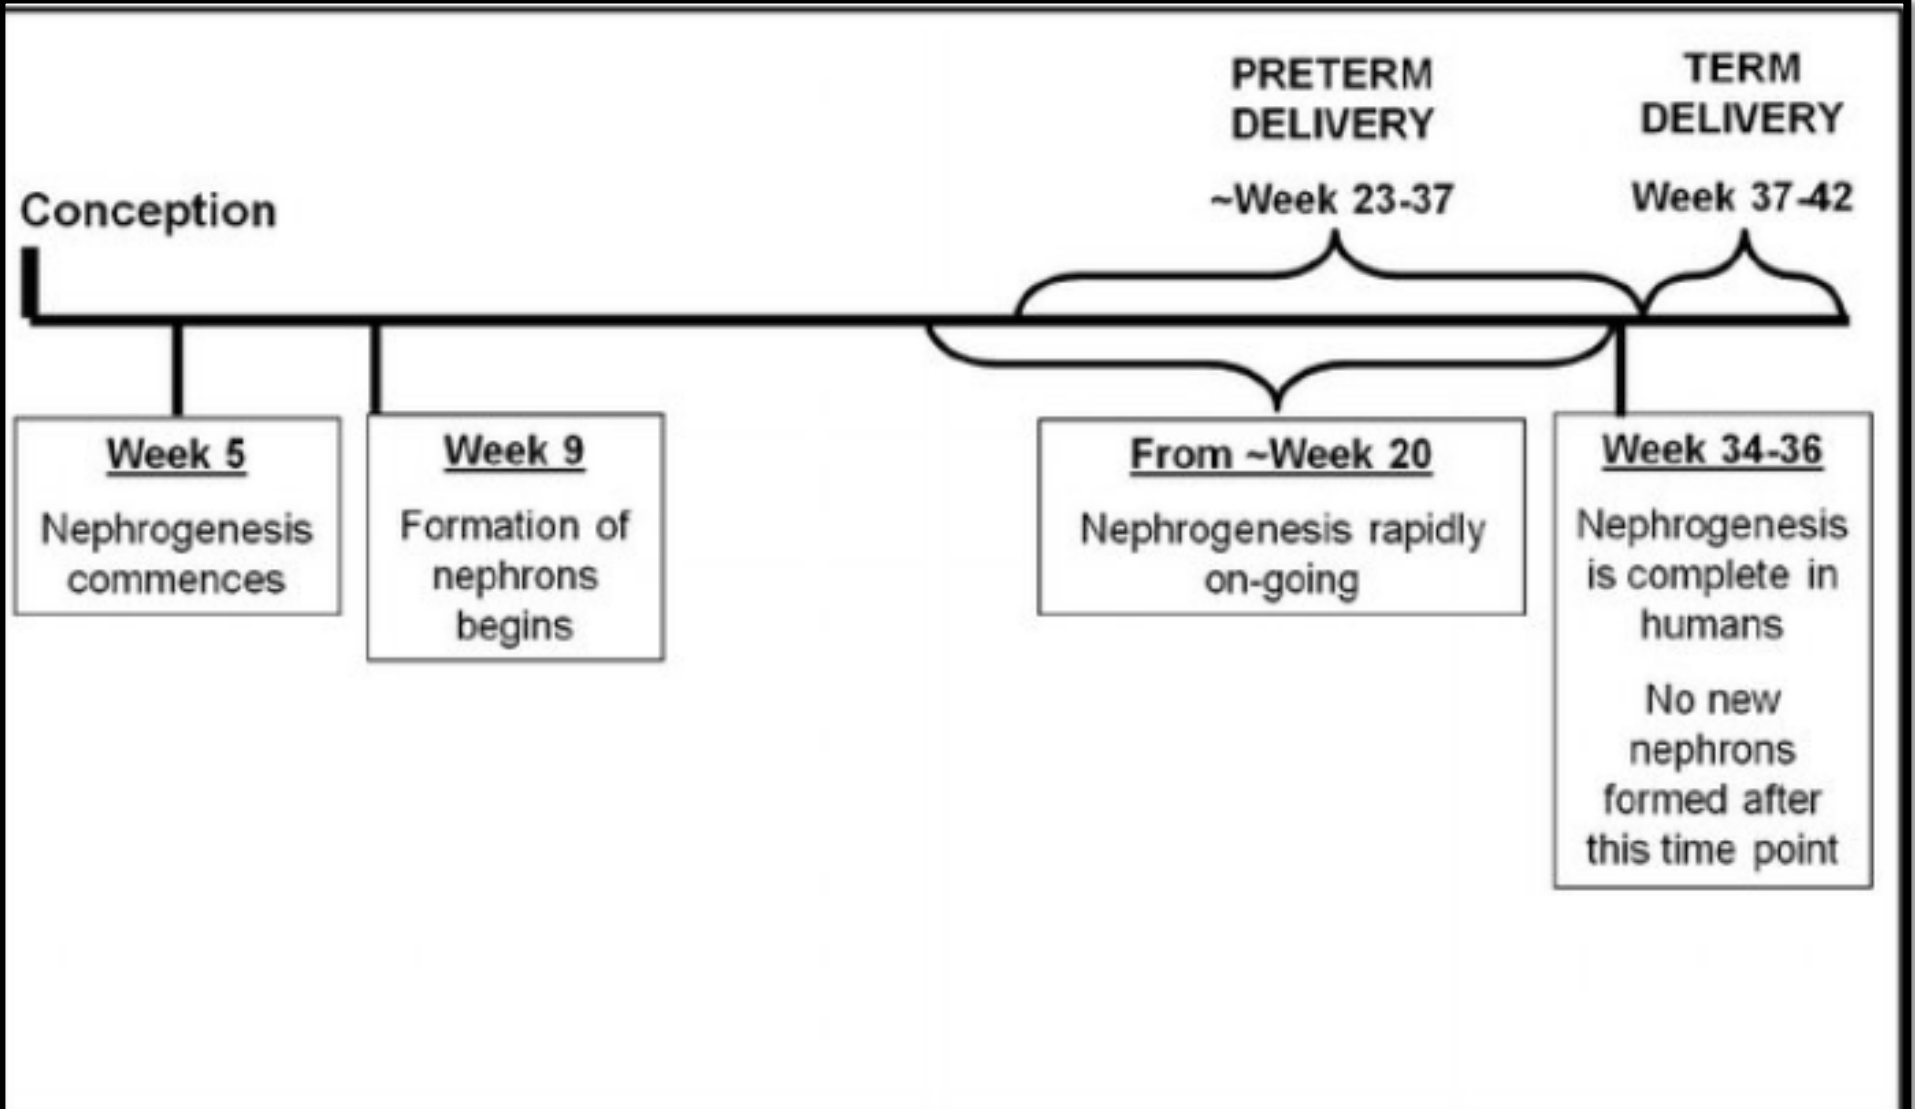 PRETERM
DELIVERY
~Week 23-37
TERM
DELIVERY
Week 37-42
Conception
Week 5
Nephrogenesis
commences
Week 9
Formation of
nephrons
begins
From ~Week 20
Nephrogenesis rapidly
on-going
Week 34-36
Nephrogenesis
is complete in
humans
No new
nephrons
formed after
this time point